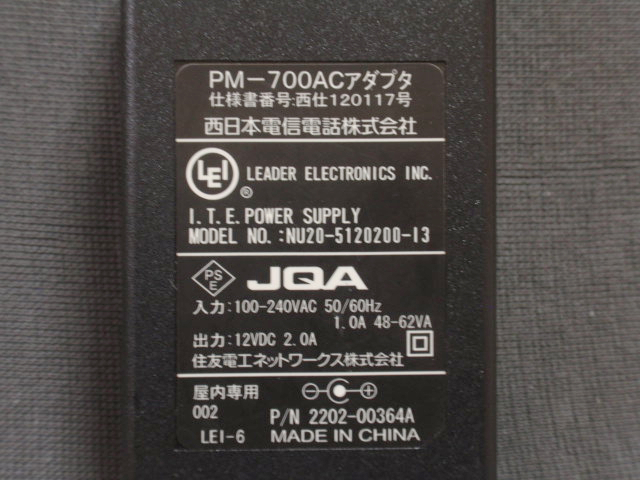 PM-700ACアダプタ
仕様書番号:西仕120117号
西日本電信電話株式会社
LEI LEADER ELECTRONICS INC.
®
I.T.E.POWER SUPPLY
MODEL NO.:NU20-5120200-I3
PS
E
JQA
入力:100-240VAC 50/60Hz
1.0A 48-62VA
出力:12VDC 2.0A
住友電工ネットワークス株式会社
屋内専用
002 P/N 2202-00364A
LEI-6 MADE IN CHINA